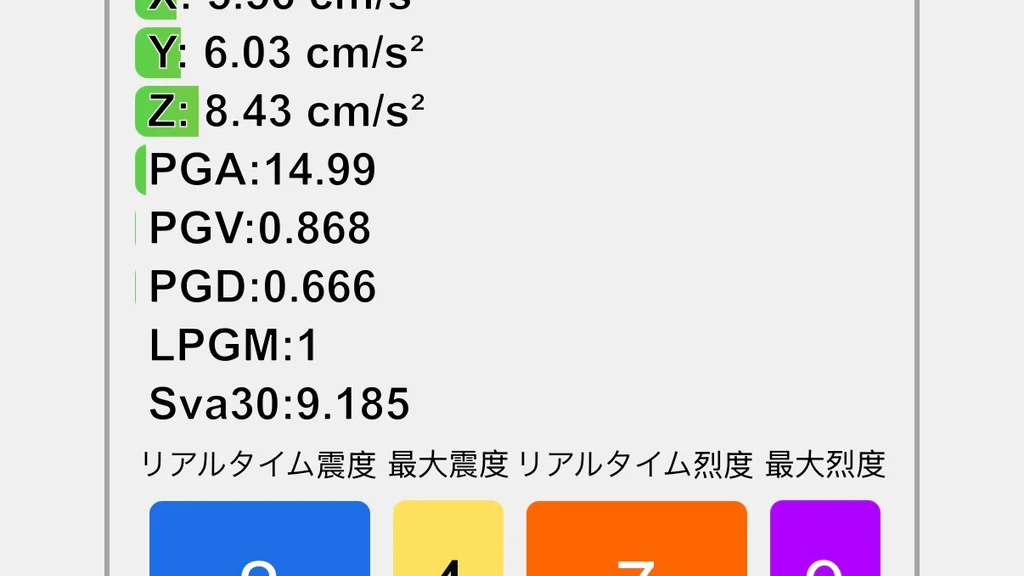 Y: 6.03 cm/s²
Z: 8.43 cm/s²
PGA:14.99
PGV:0.868
PGD:0.666
LPGM:1
Sva30:9.185
リアルタイム震度 最大震度 リアルタイム烈度 最大烈度
4 7